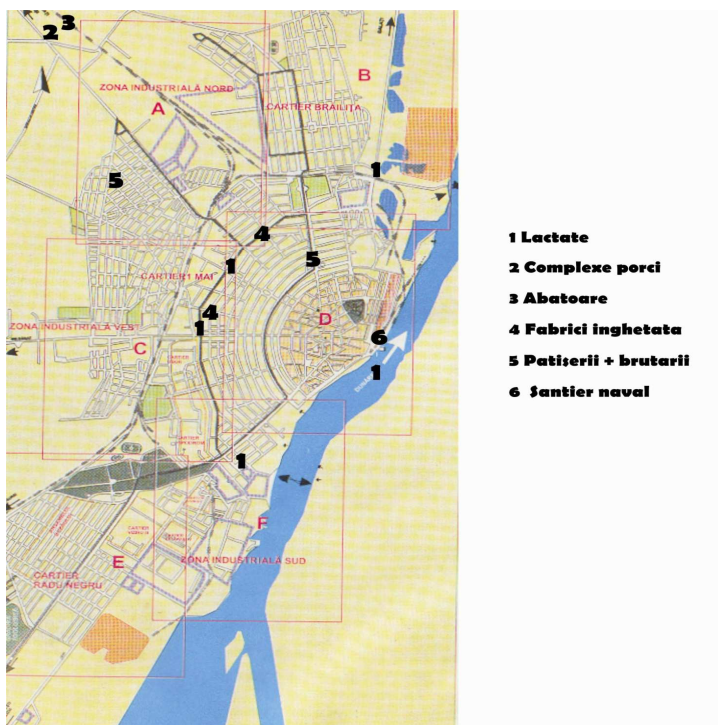 2 3
ZONA INDUSTRIALĂ NORD
A
B
CARTIER BRĂILIȚA
5
1
4
1
5
CARTIER 1 MAI
4
1
ZONA INDUSTRIALĂ VEST
C
D
6
1
1
F
E
ZONA INDUSTRIALĂ SUD
CARTIER
RADU NEGRU
1 Lactate
2 Complexe porci
3 Abatoare
4 Fabrici inghetata
5 Patiserii + brutarii
6 Santier naval